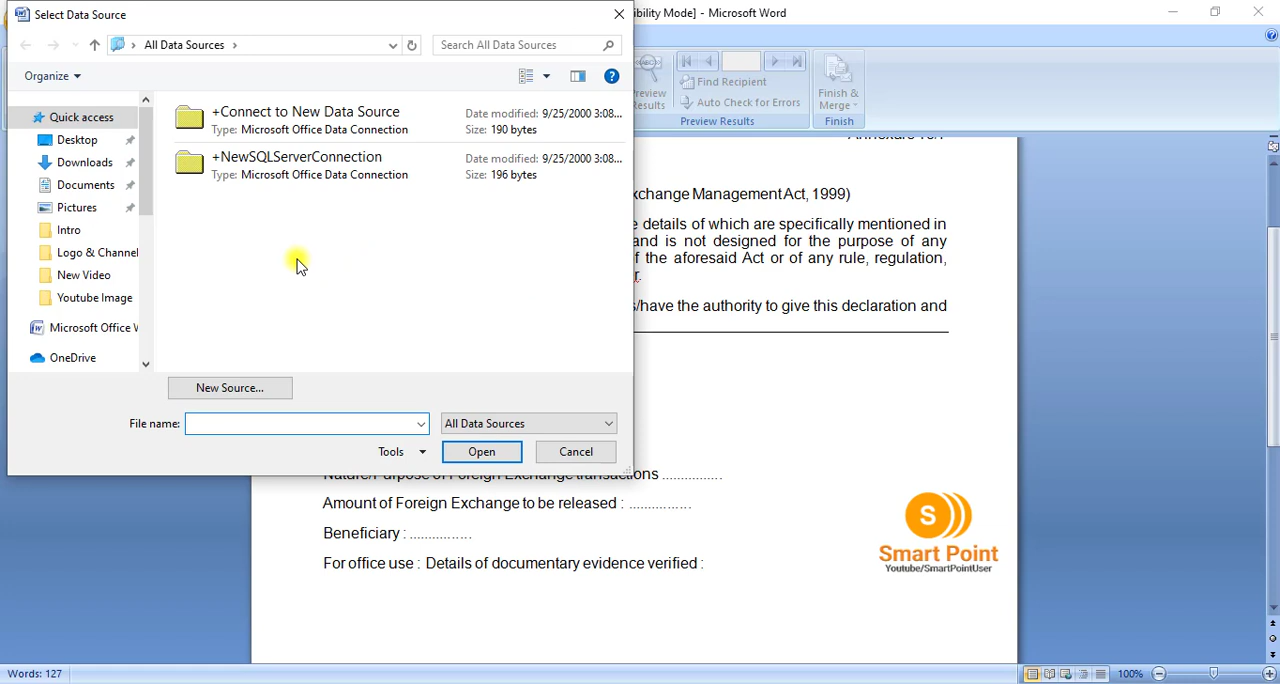 Select Data Source
ibility Mode] - Microsoft Word
All Data Sources
Search All Data Sources
Organize
+Connect to New Data Source
Type: Microsoft Office Data Connection
Date modified: 9/25/2000 3:08...
Size: 190 bytes
+NewSQLServerConnection
Type: Microsoft Office Data Connection
Date modified: 9/25/2000 3:08...
Size: 196 bytes
Quick access
Desktop
Downloads
Documents
Pictures
Intro
Logo & Channel
New Video
Youtube Image
Microsoft Office W
OneDrive
New Source...
File name:
All Data Sources
Tools
Open
Cancel
Results
Find Recipient
Auto Check for Errors
Preview Results
Finish &
Merge
Finish
change Management Act, 1999)
e details of which are specifically mentioned in
and is not designed for the purpose of any
f the aforesaid Act or of any rule, regulation,
r.
s/have the authority to give this declaration and
Nature/Purpose of Foreign Exchange transactions ...............
Amount of Foreign Exchange to be released : ...............
Beneficiary : ...............
For office use : Details of documentary evidence verified :
S
Smart Point
Youtube/SmartPointUser
Words: 127
100%